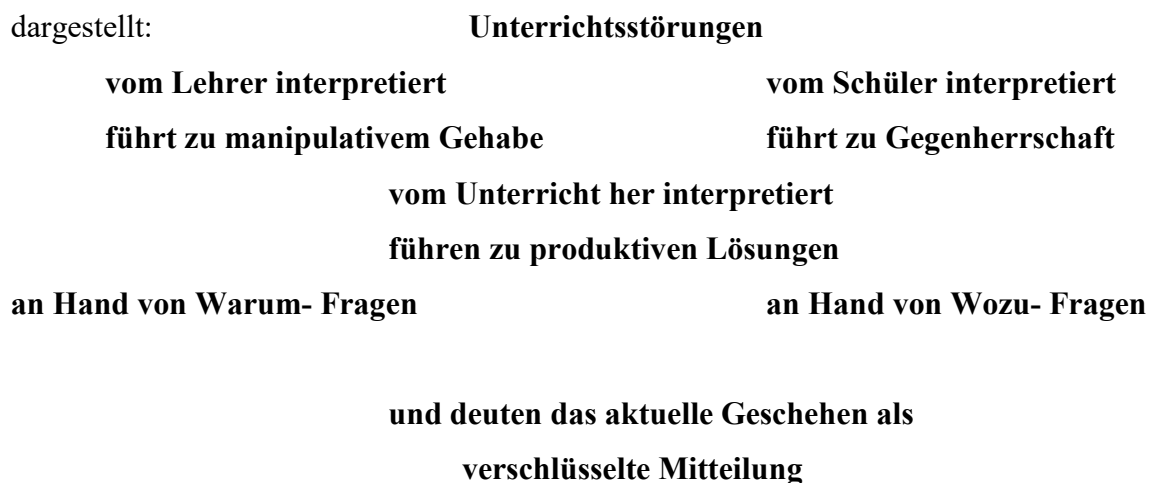 dargestellt: Unterrichtsstörungen
vom Lehrer interpretiert vom Schüler interpretiert
führt zu manipulativem Gehabe führt zu Gegenherrschaft
vom Unterricht her interpretiert
führen zu produktiven Lösungen
an Hand von Warum- Fragen an Hand von Wozu- Fragen
und deuten das aktuelle Geschehen als
verschlüsselte Mitteilung